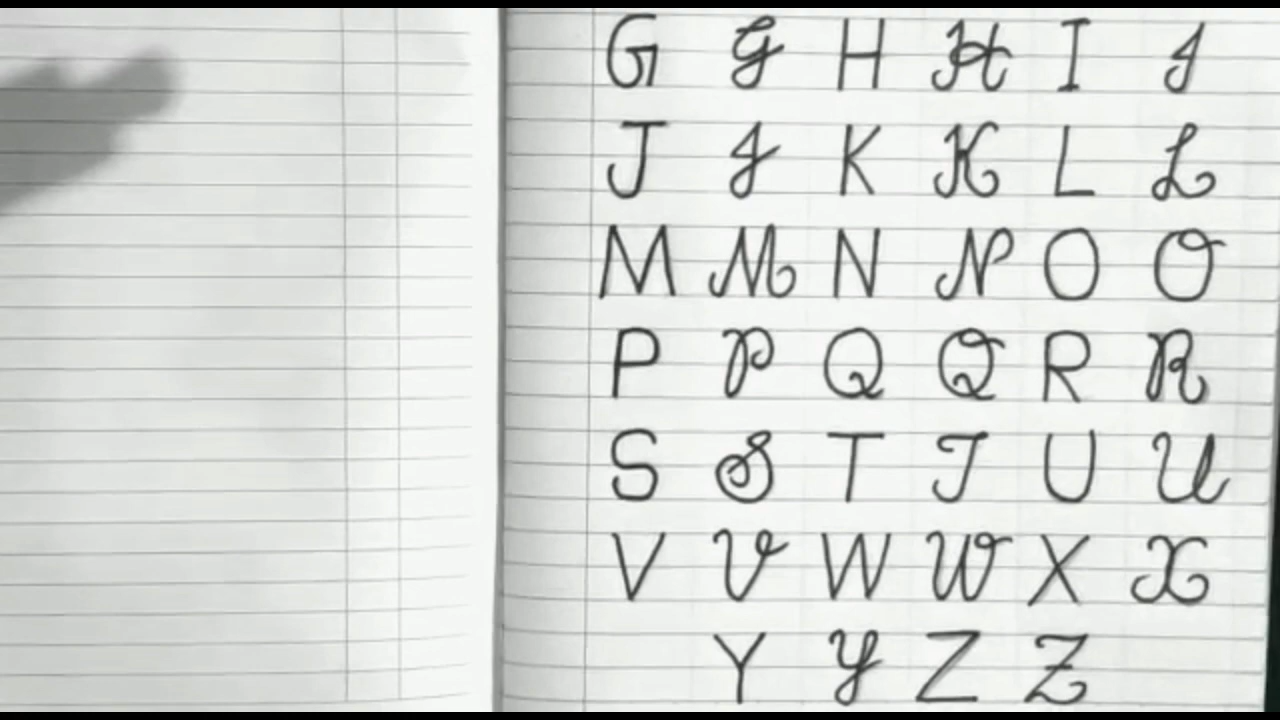 G G H H I I
J J K K L L
M M N N O O
P P Q Q R R
S S T T U U
V V W W X X
Y Y Z Z